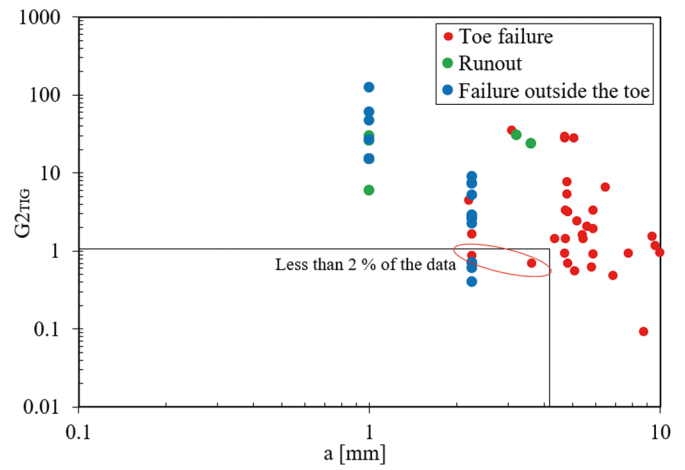 1000
100
10
1
0.1
0.01
G2TIG
Toe failure
Runout
Failure outside the toe
Less than 2 % of the data
0.1
1
10
a [mm]